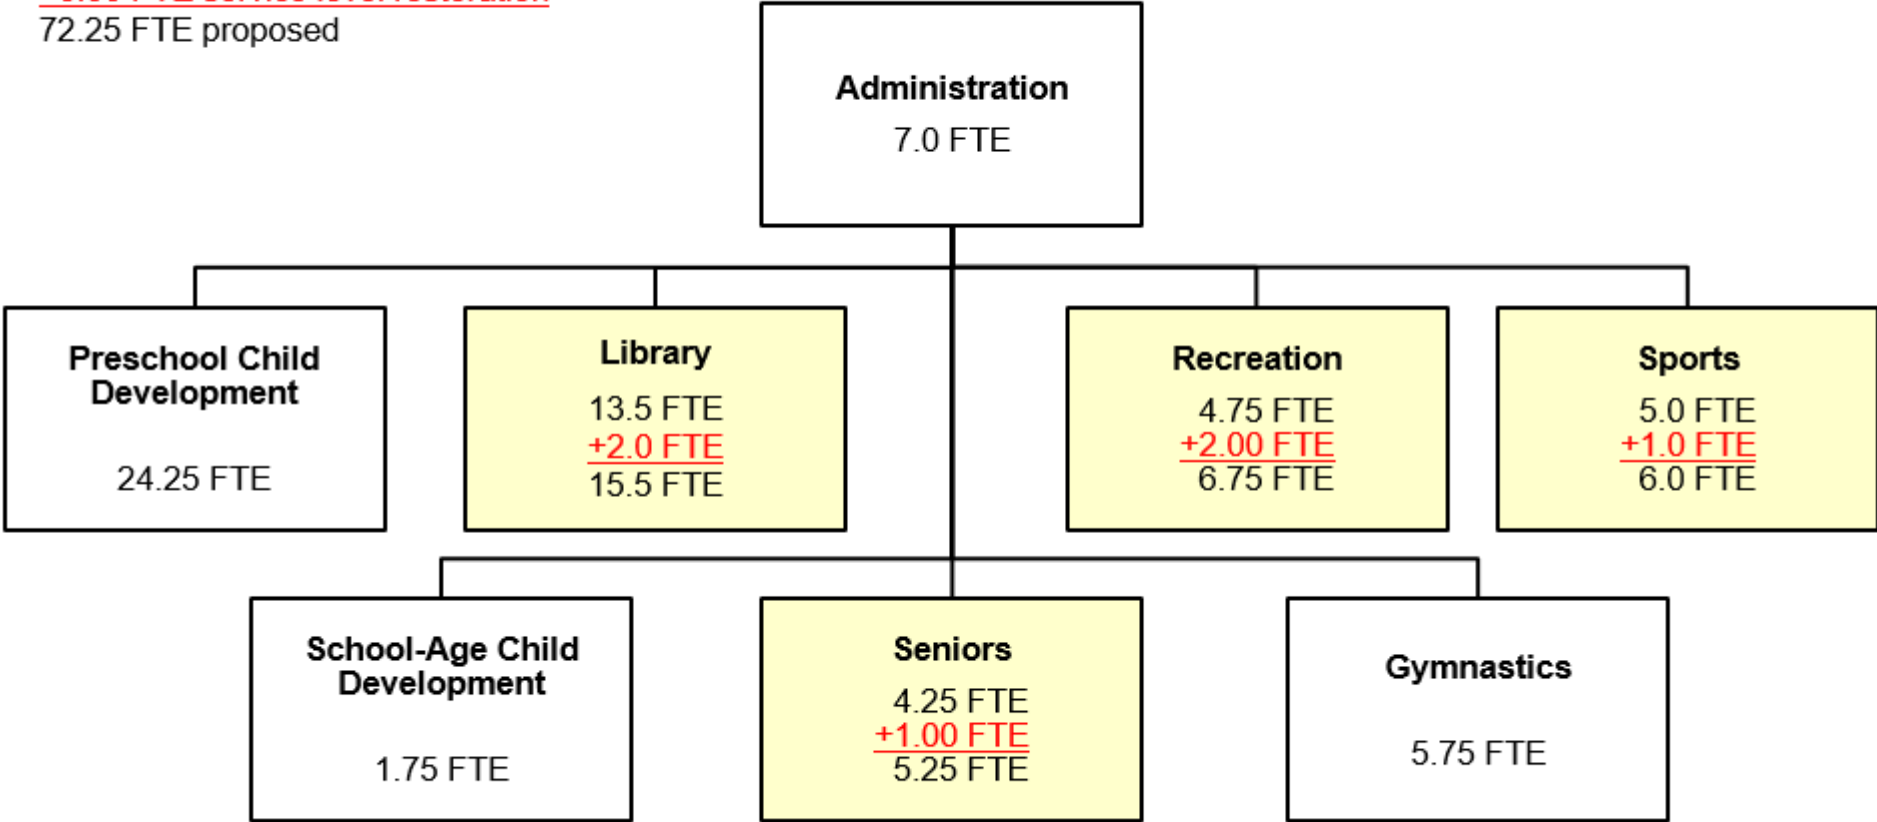 72.25 FTE proposed
Administration
7.0 FTE
Preschool Child
Development
24.25 FTE
Library
13.5 FTE
+2.0 FTE
15.5 FTE
Recreation
4.75 FTE
+2.00 FTE
6.75 FTE
Sports
5.0 FTE
+1.0 FTE
6.0 FTE
School-Age Child
Development
1.75 FTE
Seniors
4.25 FTE
+1.00 FTE
5.25 FTE
Gymnastics
5.75 FTE